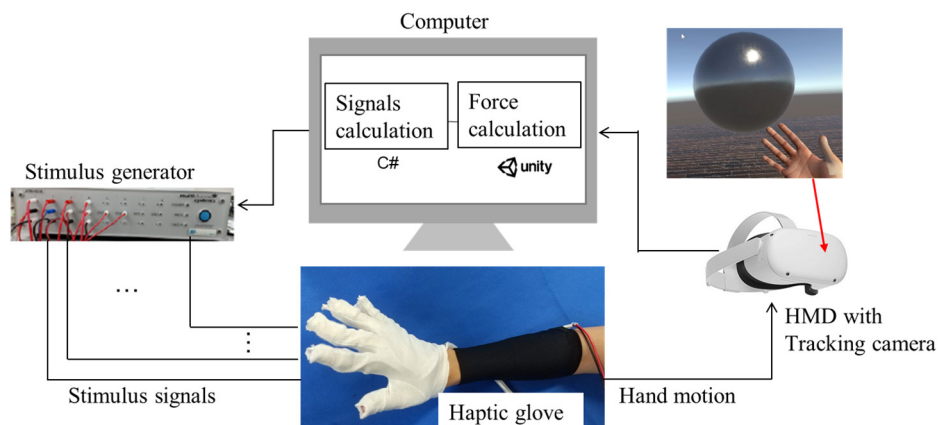 Computer
Signals
calculation
Force
calculation
C#
unity
Stimulus generator
...
...
HMD with
Tracking camera
Stimulus signals
Haptic glove
Hand motion